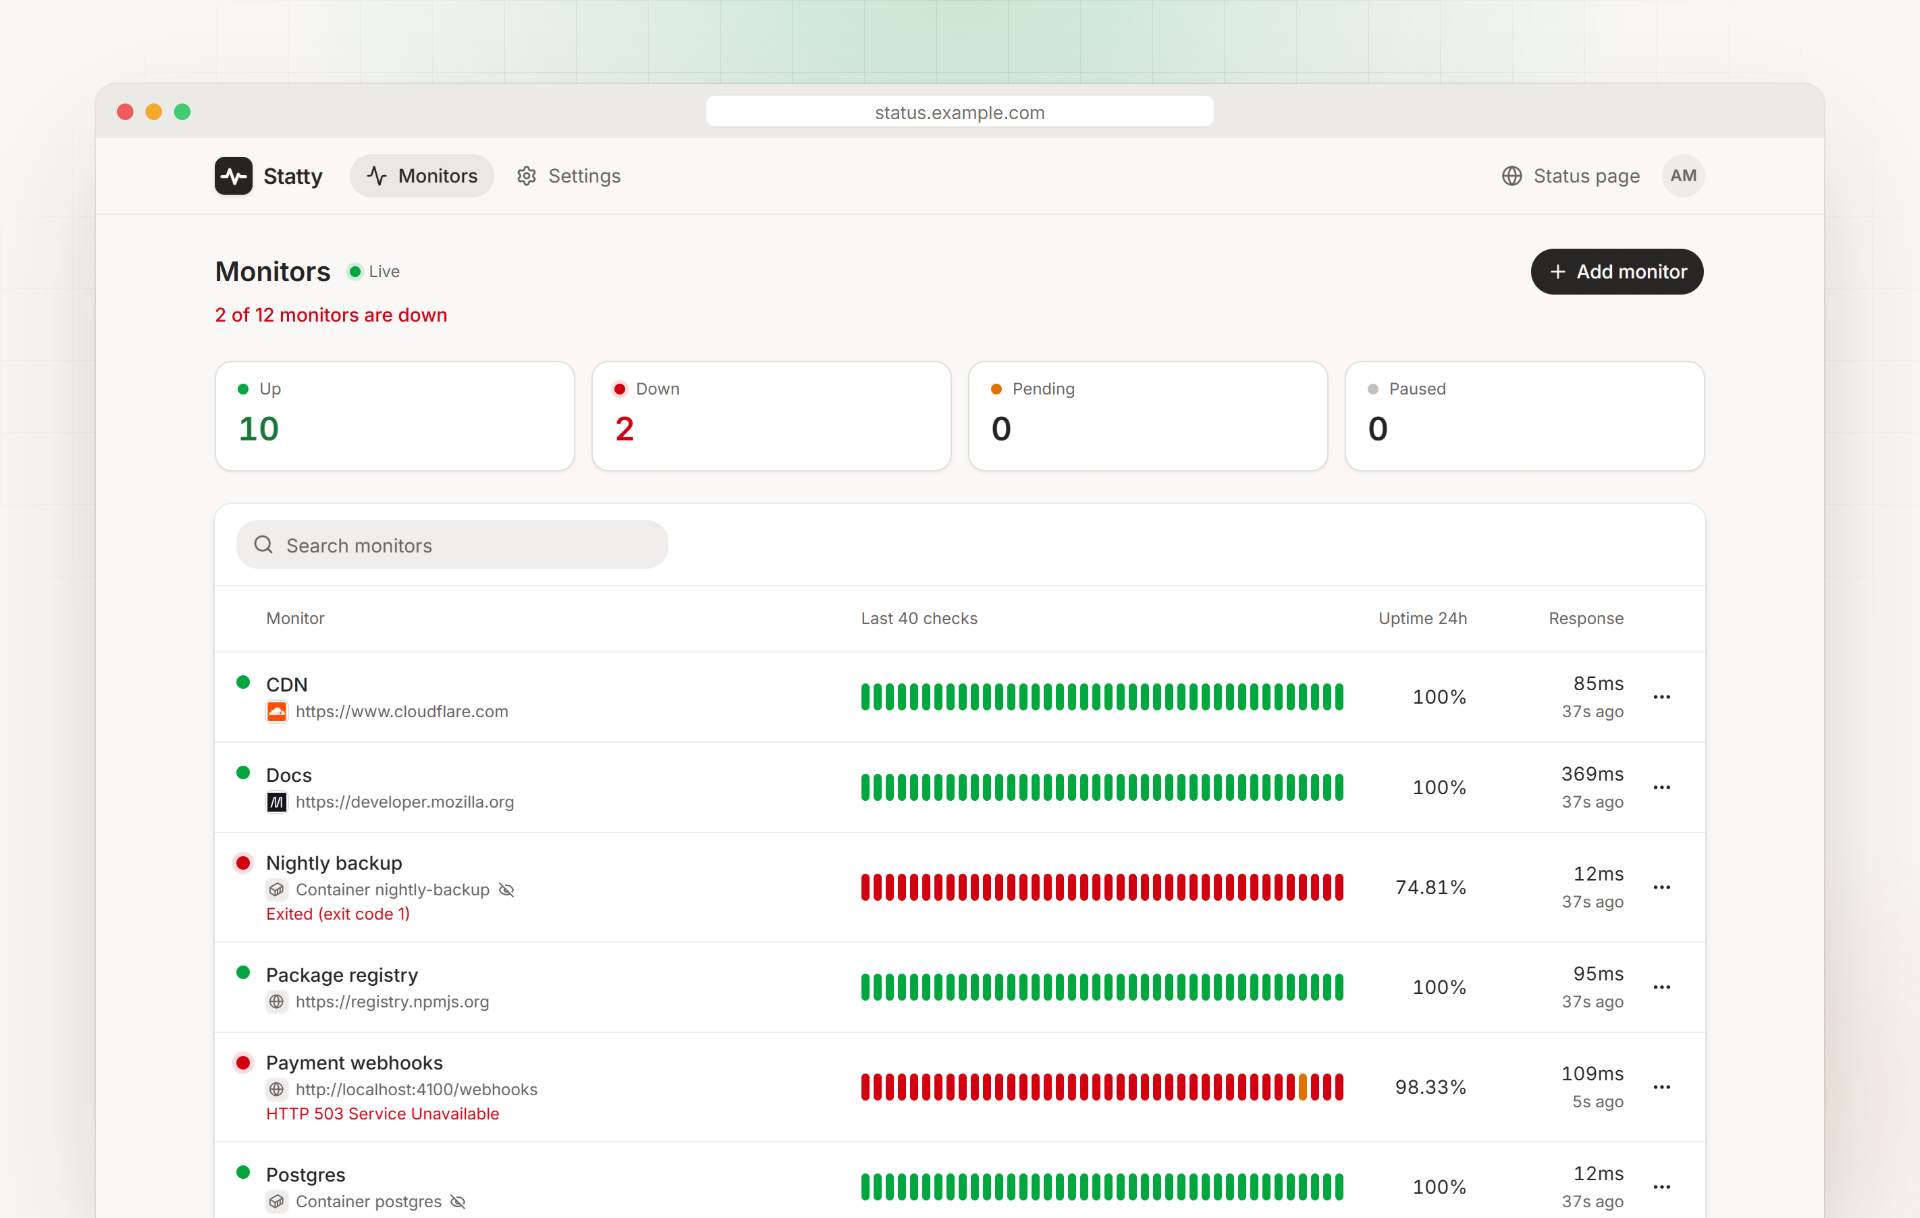 status.example.com
Statty
Monitors
Settings
Status page
AM
Monitors
Live
Add monitor
2 of 12 monitors are down
Up
10
Down
2
Pending
0
Paused
0
Search monitors
Monitor
Last 40 checks
Uptime 24h
Response
CDN
https://www.cloudflare.com
100%
85ms
37s ago
Docs
https://developer.mozilla.org
100%
369ms
37s ago
Nightly backup
Container nightly-backup
Exited (exit code 1)
74.81%
12ms
37s ago
Package registry
https://registry.npmjs.org
100%
95ms
37s ago
Payment webhooks
http://localhost:4100/webhooks
HTTP 503 Service Unavailable
98.33%
109ms
5s ago
Postgres
Container postgres
100%
12ms
37s ago